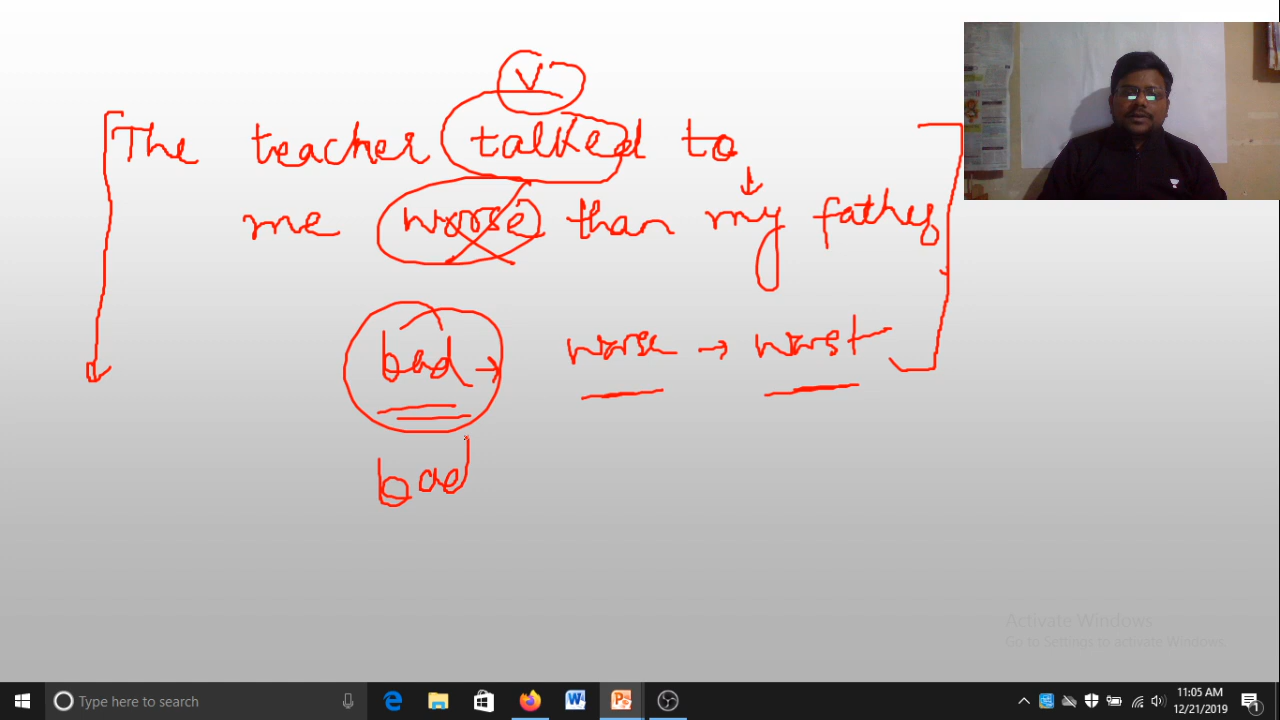 V
The teacher talked to
me worse than my father
bad → worse → worst
bad
Activate Windows
Go to Settings to activate Windows.
Type here to search
11:05 AM
12/21/2019